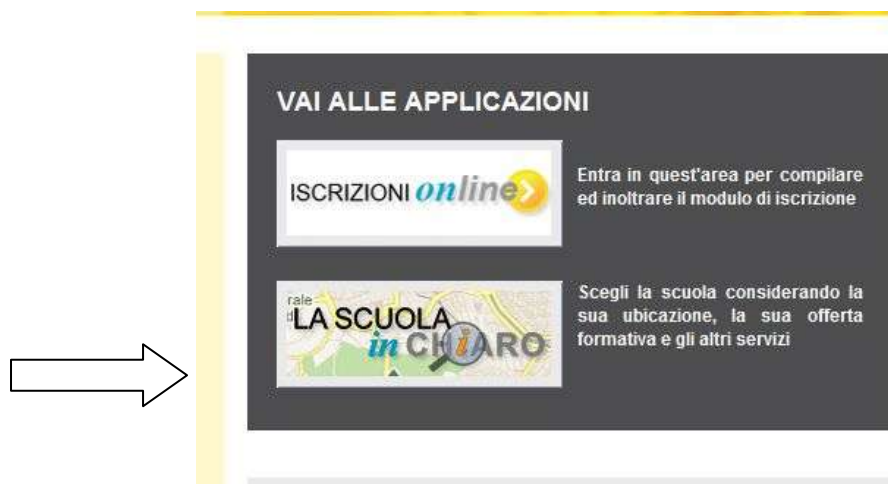 VAI ALLE APPLICAZIONI
ISCRIZIONI online
Entra in quest'area per compilare
ed inoltrare il modulo di iscrizione
rale
LA SCUOLA
in CHiARO
Scegli la scuola considerando la
sua ubicazione, la sua offerta
formativa e gli altri servizi